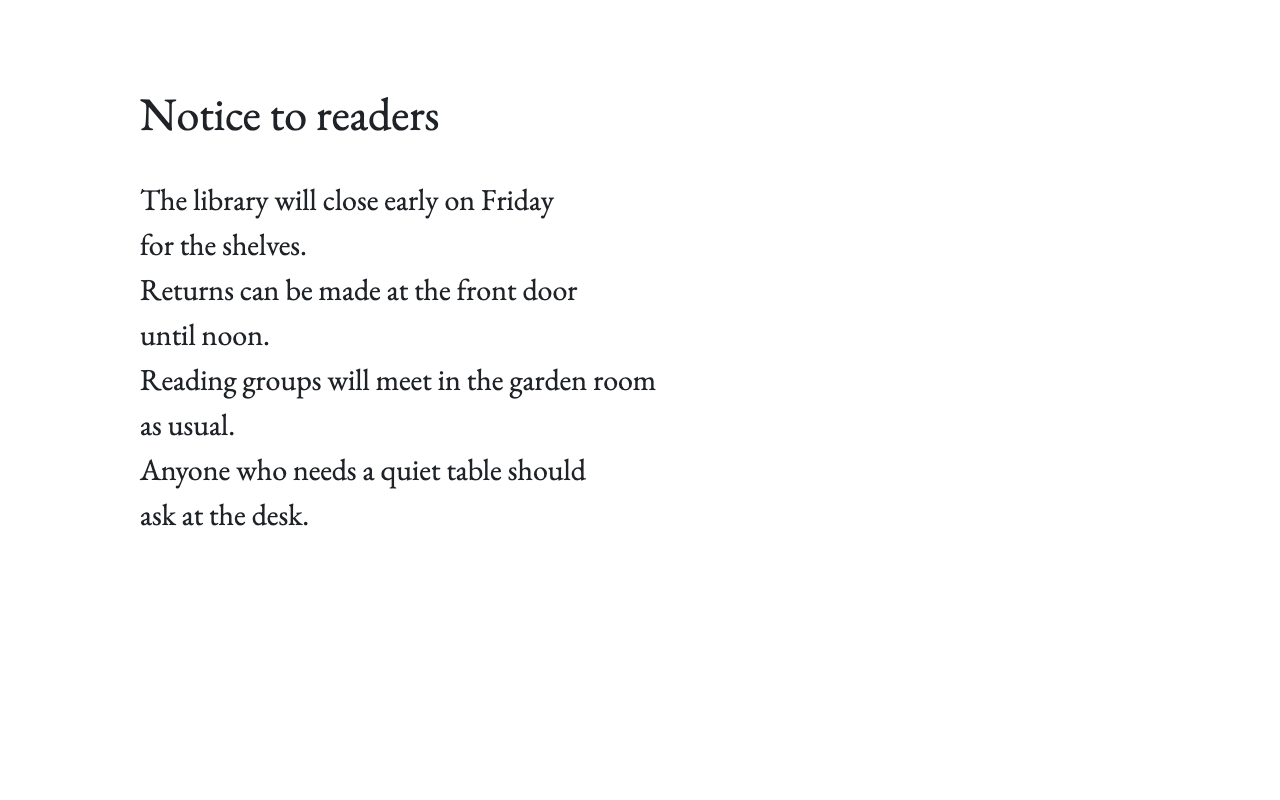 Notice to readers
The library will close early on Friday
for the shelves.
Returns can be made at the front door
until noon.
Reading groups will meet in the garden room
as usual.
Anyone who needs a quiet table should
ask at the desk.